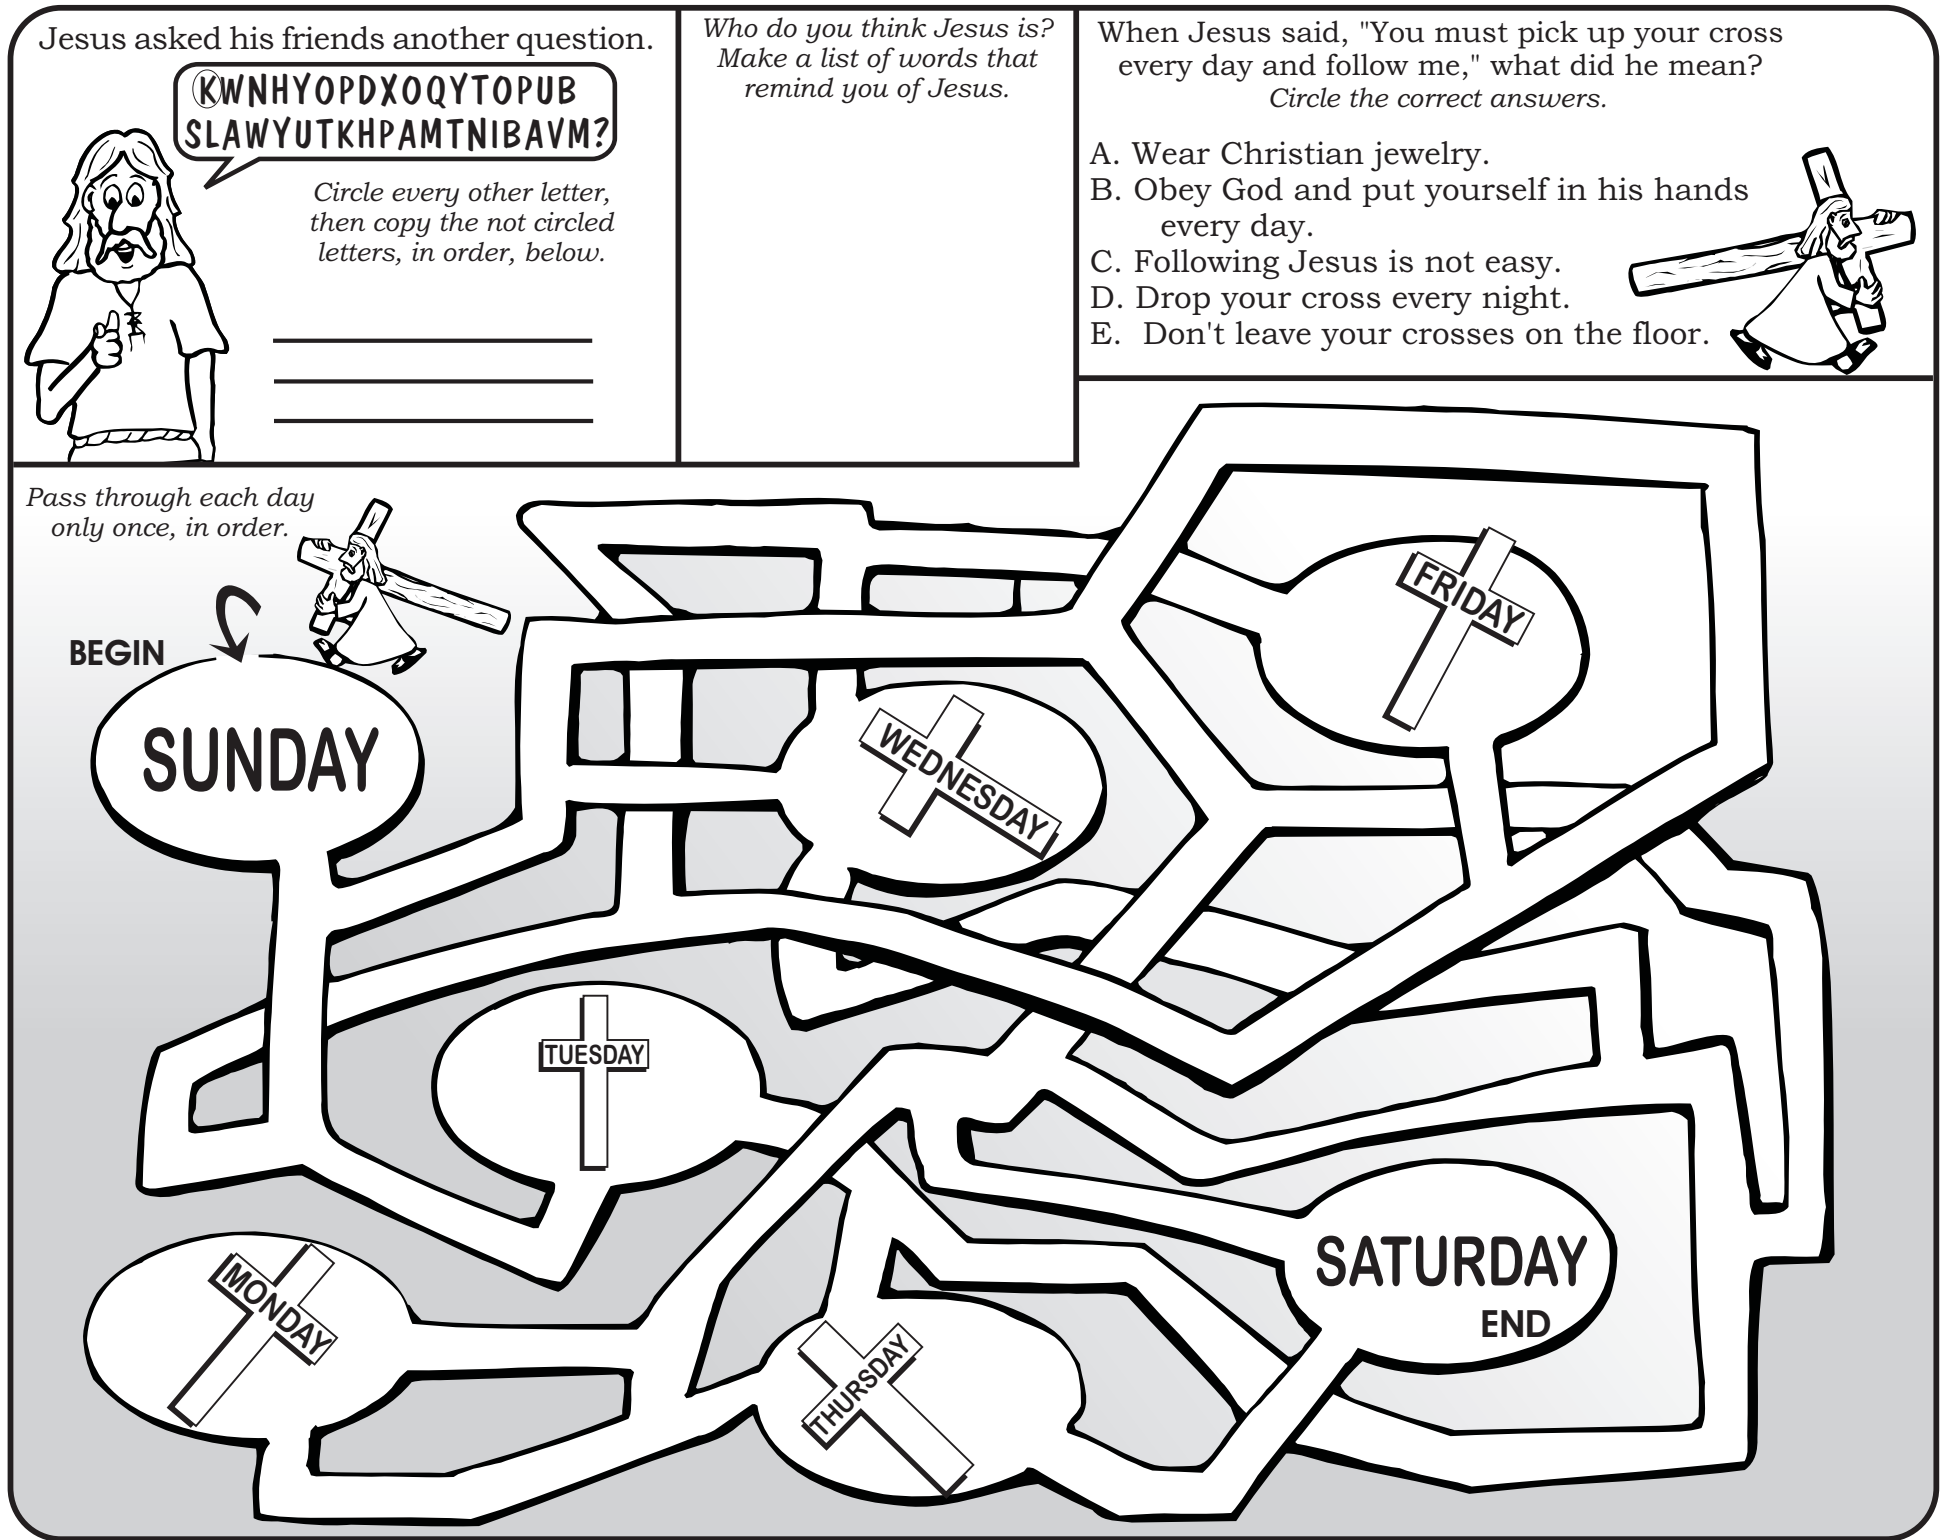 Jesus asked his friends another question.
KWNHYOPDXOQYTOPUB
SLAWYUTKHPAMTNIBAVM?
Circle every other letter,
then copy the not circled
letters, in order, below.
Who do you think Jesus is?
Make a list of words that
remind you of Jesus.
When Jesus said, "You must pick up your cross
every day and follow me," what did he mean?
Circle the correct answers.
A. Wear Christian jewelry.
B. Obey God and put yourself in his hands
every day.
C. Following Jesus is not easy.
D. Drop your cross every night.
E. Don't leave your crosses on the floor.
Pass through each day
only once, in order.
BEGIN
SUNDAY
FRIDAY
WEDNESDAY
TUESDAY
MONDAY
THURSDAY
SATURDAY
END